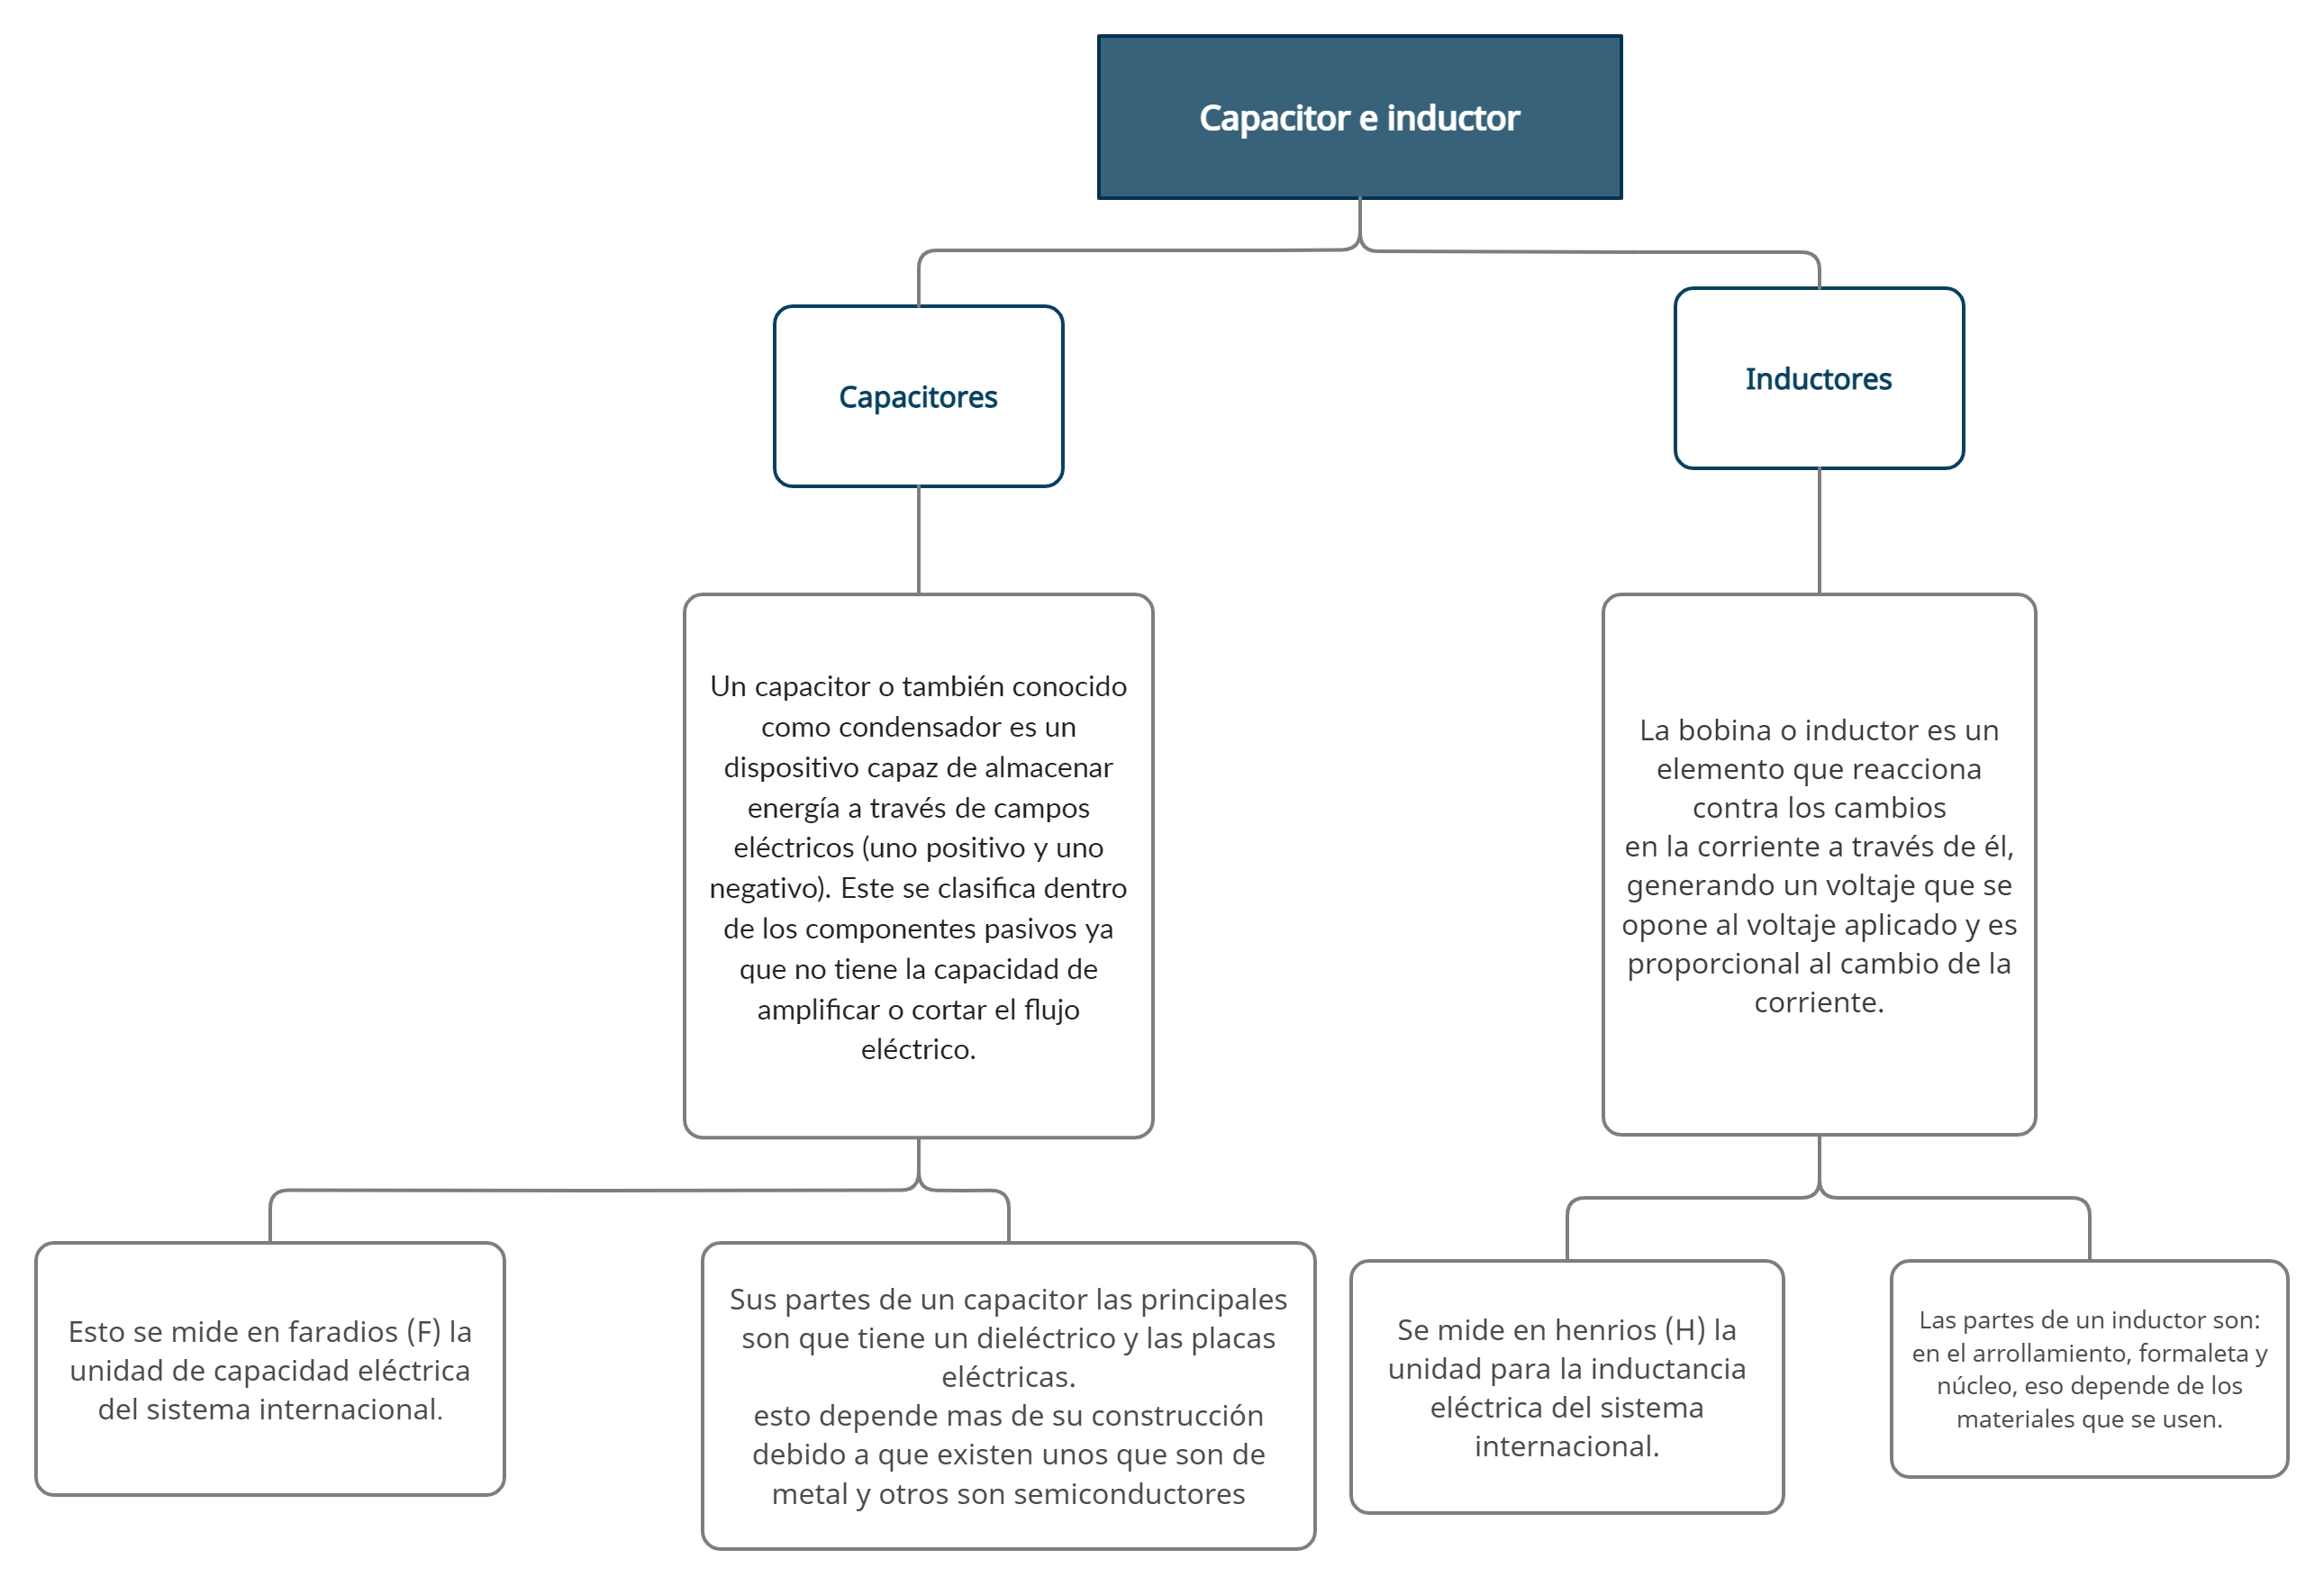 Capacitor e inductor
Capacitores
Inductores
Un capacitor o también conocido
como condensador es un
dispositivo capaz de almacenar
energía a través de campos
eléctricos (uno positivo y uno
negativo). Este se clasifica dentro
de los componentes pasivos ya
que no tiene la capacidad de
amplificar o cortar el flujo
eléctrico.
La bobina o inductor es un
elemento que reacciona
contra los cambios
en la corriente a través de él,
generando un voltaje que se
opone al voltaje aplicado y es
proporcional al cambio de la
corriente.
Esto se mide en faradios (F) la
unidad de capacidad eléctrica
del sistema internacional.
Sus partes de un capacitor las principales
son que tiene un dieléctrico y las placas
eléctricas.
esto depende mas de su construcción
debido a que existen unos que son de
metal y otros son semiconductores
Se mide en henrios (H) la
unidad para la inductancia
eléctrica del sistema
internacional.
Las partes de un inductor son:
en el arrollamiento, formaleta y
núcleo, eso depende de los
materiales que se usen.